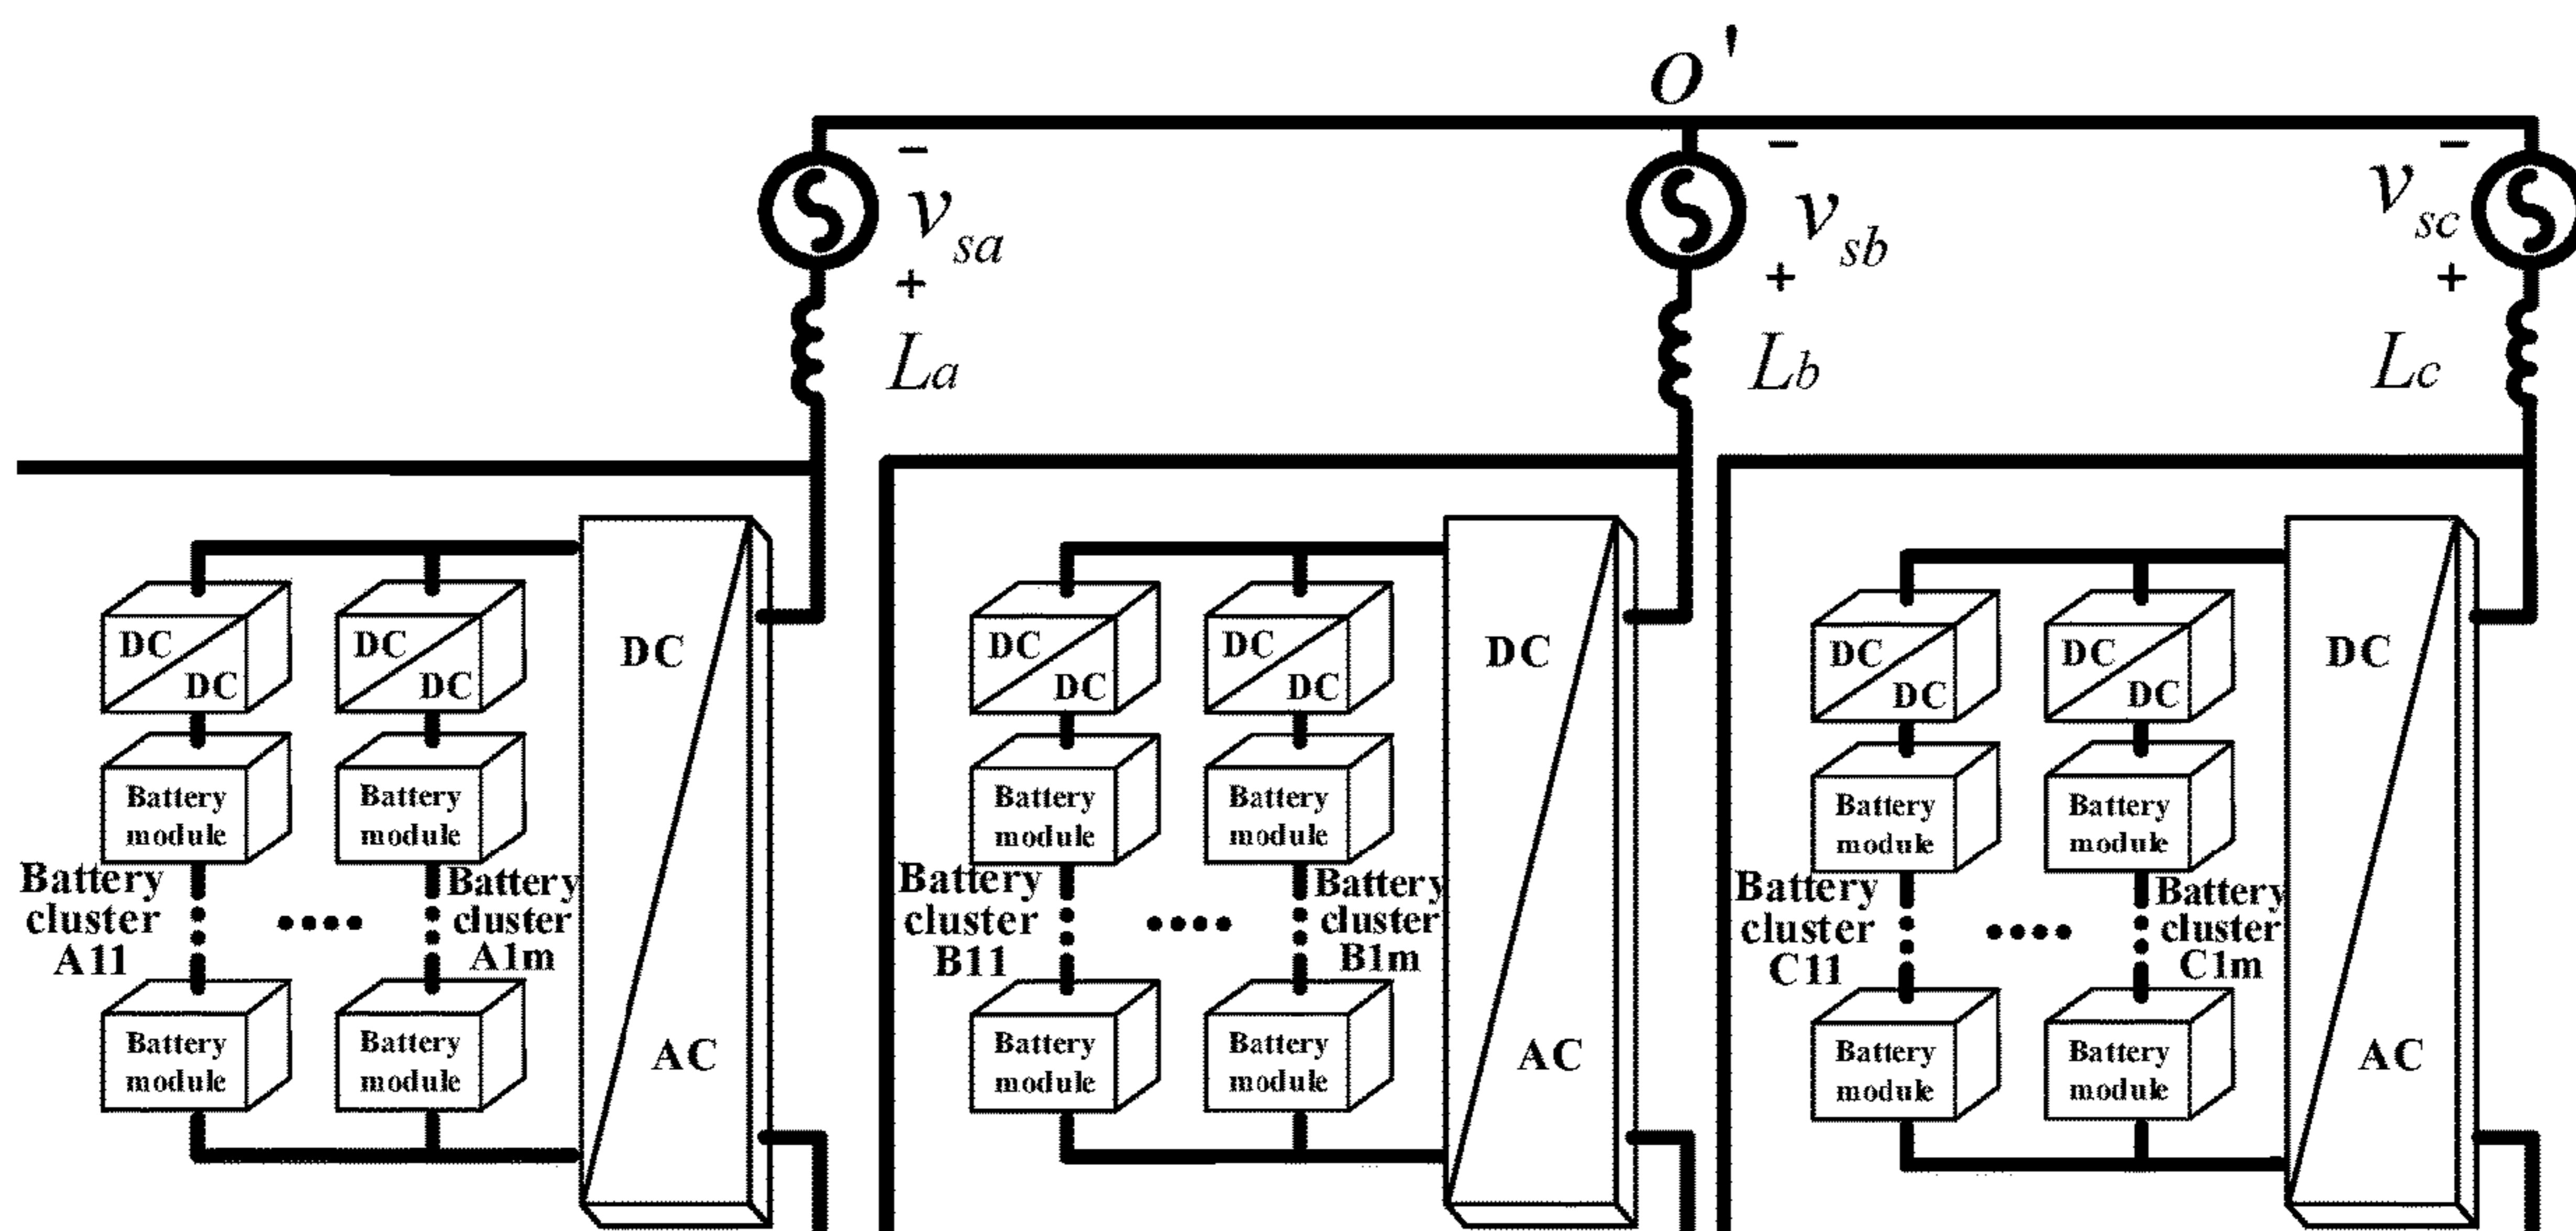 O'
−
v_sa
+
La
−
v_sb
+
Lb
−
v_sc
+
Lc
DC
DC
DC
DC
DC
AC
Battery
module
Battery
module
Battery
cluster
A11
Battery
cluster
A1m
Battery
module
Battery
module
DC
DC
DC
DC
DC
AC
Battery
module
Battery
module
Battery
cluster
B11
Battery
cluster
B1m
Battery
module
Battery
module
DC
DC
DC
DC
DC
AC
Battery
module
Battery
module
Battery
cluster
C11
Battery
cluster
C1m
Battery
module
Battery
module